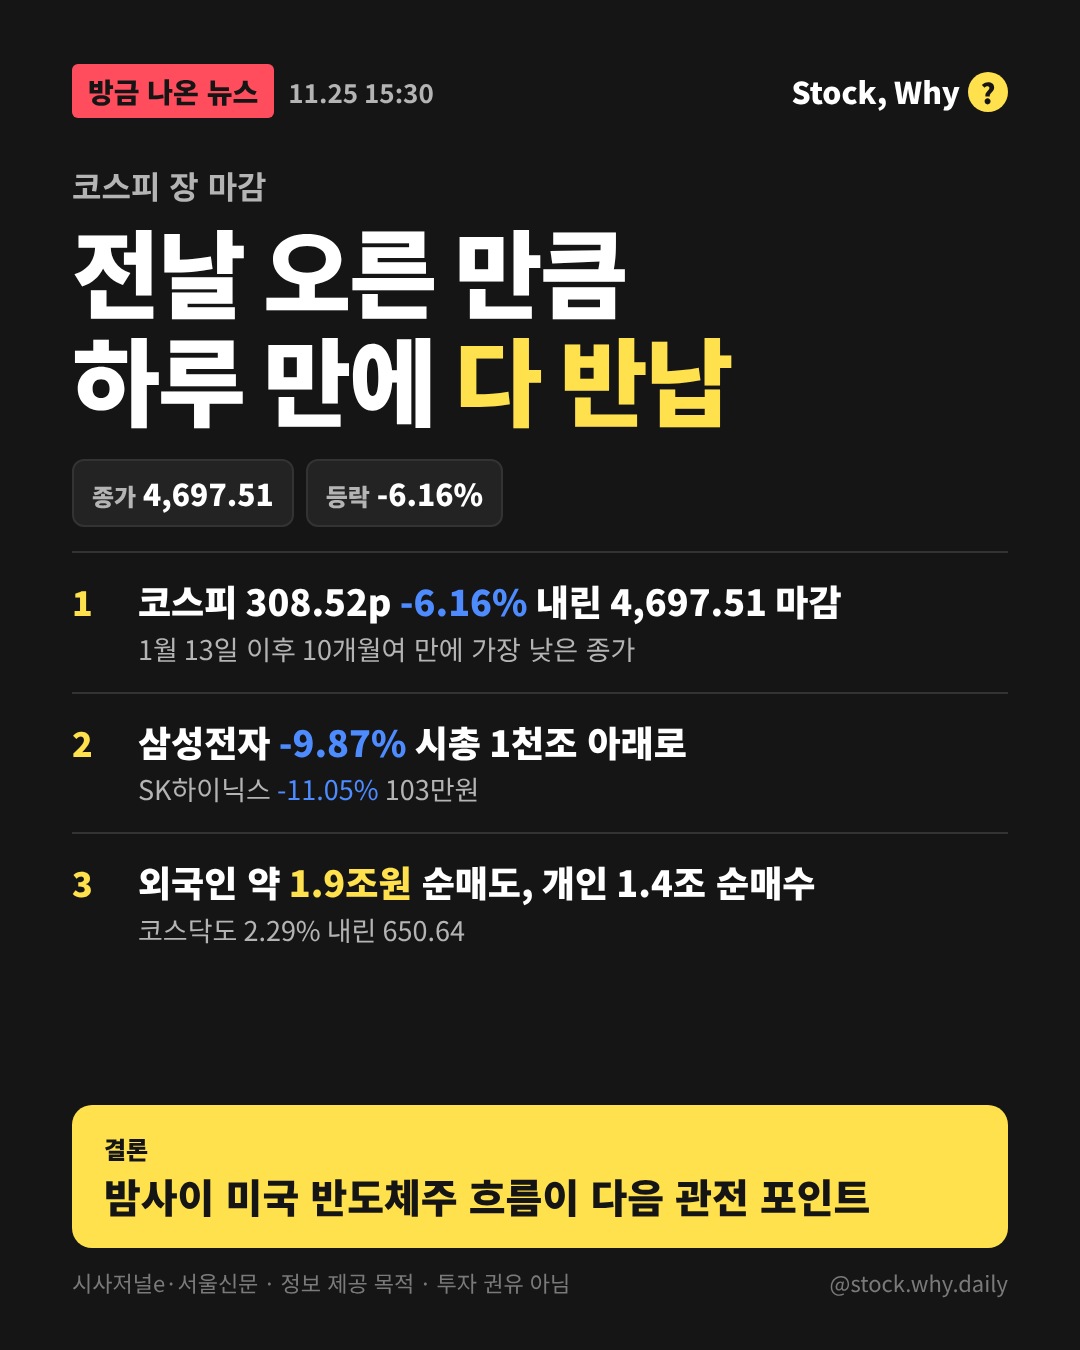 방금 나온 뉴스 11.25 15:30 Stock, Why ?
코스피 장 마감
전날 오른 만큼
하루 만에 다 반납
종가 4,697.51 등락 -6.16%
1 코스피 308.52p -6.16% 내린 4,697.51 마감
1월 13일 이후 10개월여 만에 가장 낮은 종가
2 삼성전자 -9.87% 시총 1천조 아래로
SK하이닉스 -11.05% 103만원
3 외국인 약 1.9조원 순매도, 개인 1.4조 순매수
코스닥도 2.29% 내린 650.64
결론
밤사이 미국 반도체주 흐름이 다음 관전 포인트
시사저널e·서울신문 · 정보 제공 목적 · 투자 권유 아님 @stock.why.daily